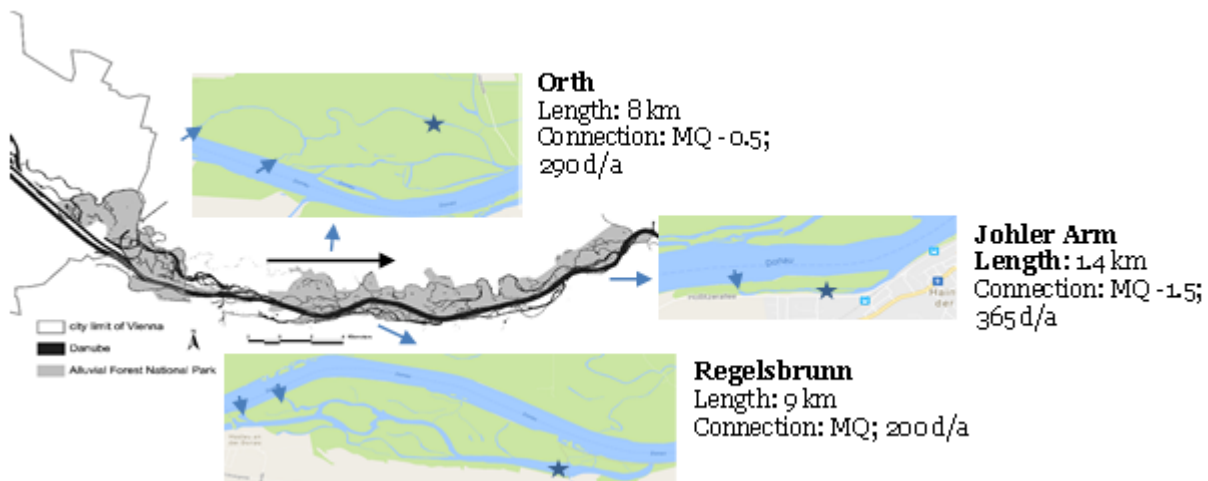 Orth
Length: 8 km
Connection: MQ - 0.5;
290 d/a
Johler Arm
Length: 1.4 km
Connection: MQ -1.5;
365 d/a
Donau
city limit of Vienna
Danube
Alluvial Forest National Park
Regelsbrunn
Length: 9 km
Connection: MQ; 200 d/a